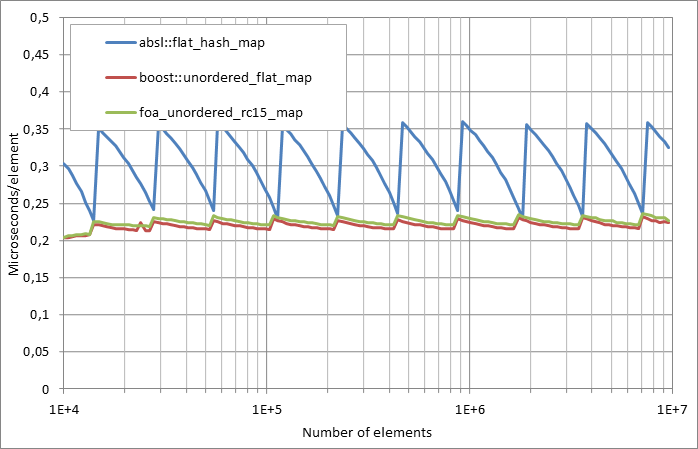 0,5
0,45
0,4
0,35
0,3
0,25
0,2
0,15
0,1
0,05
0
Microseconds/element
absl::flat_hash_map
boost::unordered_flat_map
foa_unordered_rc15_map
1E+4 1E+5 1E+6 1E+7
Number of elements